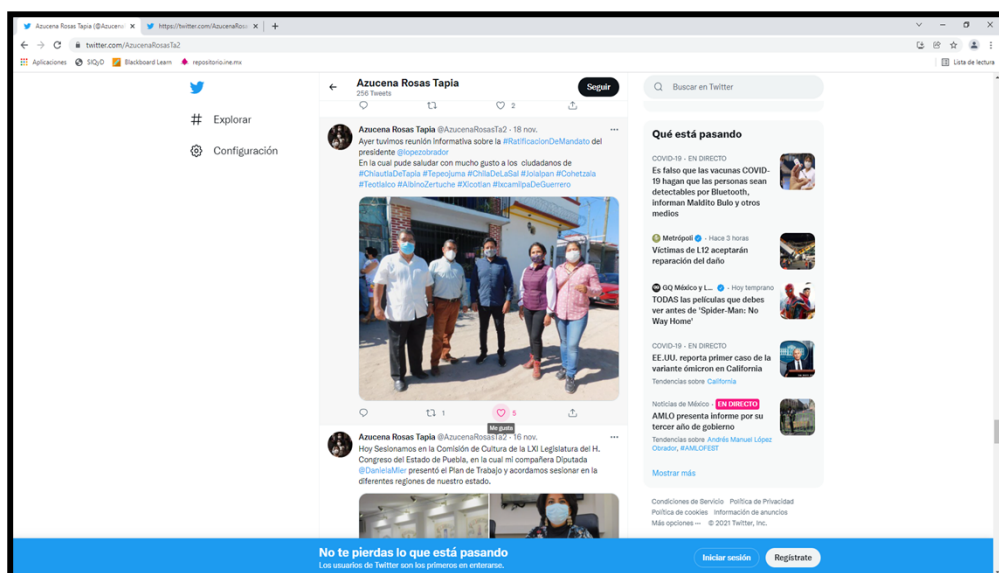 Azucena Rosas Tapia (@Azucena
https://twitter.com/AzucenaRosa
twitter.com/AzucenaRosasTa2
Aplicaciones
SIQyD
Blackboard Learn
repositorio.ine.mx
Lista de lectura
Explorar
Configuración
Azucena Rosas Tapia
256 Tweets
Seguir
2
Azucena Rosas Tapia @AzucenaRosasTa2 · 18 nov.
Ayer tuvimos reunión informativa sobre la #RatificacionDeMandato del
presidente @lopezobrador
En la cual pude saludar con mucho gusto a los ciudadanos de
#ChiautlaDeTapia #Tepeojuma #ChilaDeLaSal #Jolalpan #Cohetzala
#Teotlalco #AlbinoZertuche #Xicotlan #IxcamilpaDeGuerrero
1
5
Me gusta
Azucena Rosas Tapia @AzucenaRosasTa2 · 16 nov.
Hoy Sesionamos en la Comisión de Cultura de la LXI Legislatura del H.
Congreso del Estado de Puebla, en la cual mi compañera Diputada
@DanielaMier presentó el Plan de Trabajo y acordamos sesionar en la
diferentes regiones de nuestro estado.
Buscar en Twitter
Qué está pasando
COVID-19 · EN DIRECTO
Es falso que las vacunas COVID-
19 hagan que las personas sean
detectables por Bluetooth,
informan Maldito Bulo y otros
medios
Metrópoli · Hace 3 horas
Víctimas de L12 aceptarán
reparación del daño
GQ México y L... · Hoy temprano
TODAS las películas que debes
ver antes de 'Spider-Man: No
Way Home'
COVID-19 · EN DIRECTO
EE.UU. reporta primer caso de la
variante ómicron en California
Tendencias sobre California
Noticias de México · EN DIRECTO
AMLO presenta informe por su
tercer año de gobierno
Tendencias sobre Andrés Manuel López
Obrador, #AMLOFEST
Mostrar más
Condiciones de Servicio Política de Privacidad
Política de cookies Información de anuncios
Más opciones ··· © 2021 Twitter, Inc.
No te pierdas lo que está pasando
Los usuarios de Twitter son los primeros en enterarse.
Iniciar sesión
Regístrate